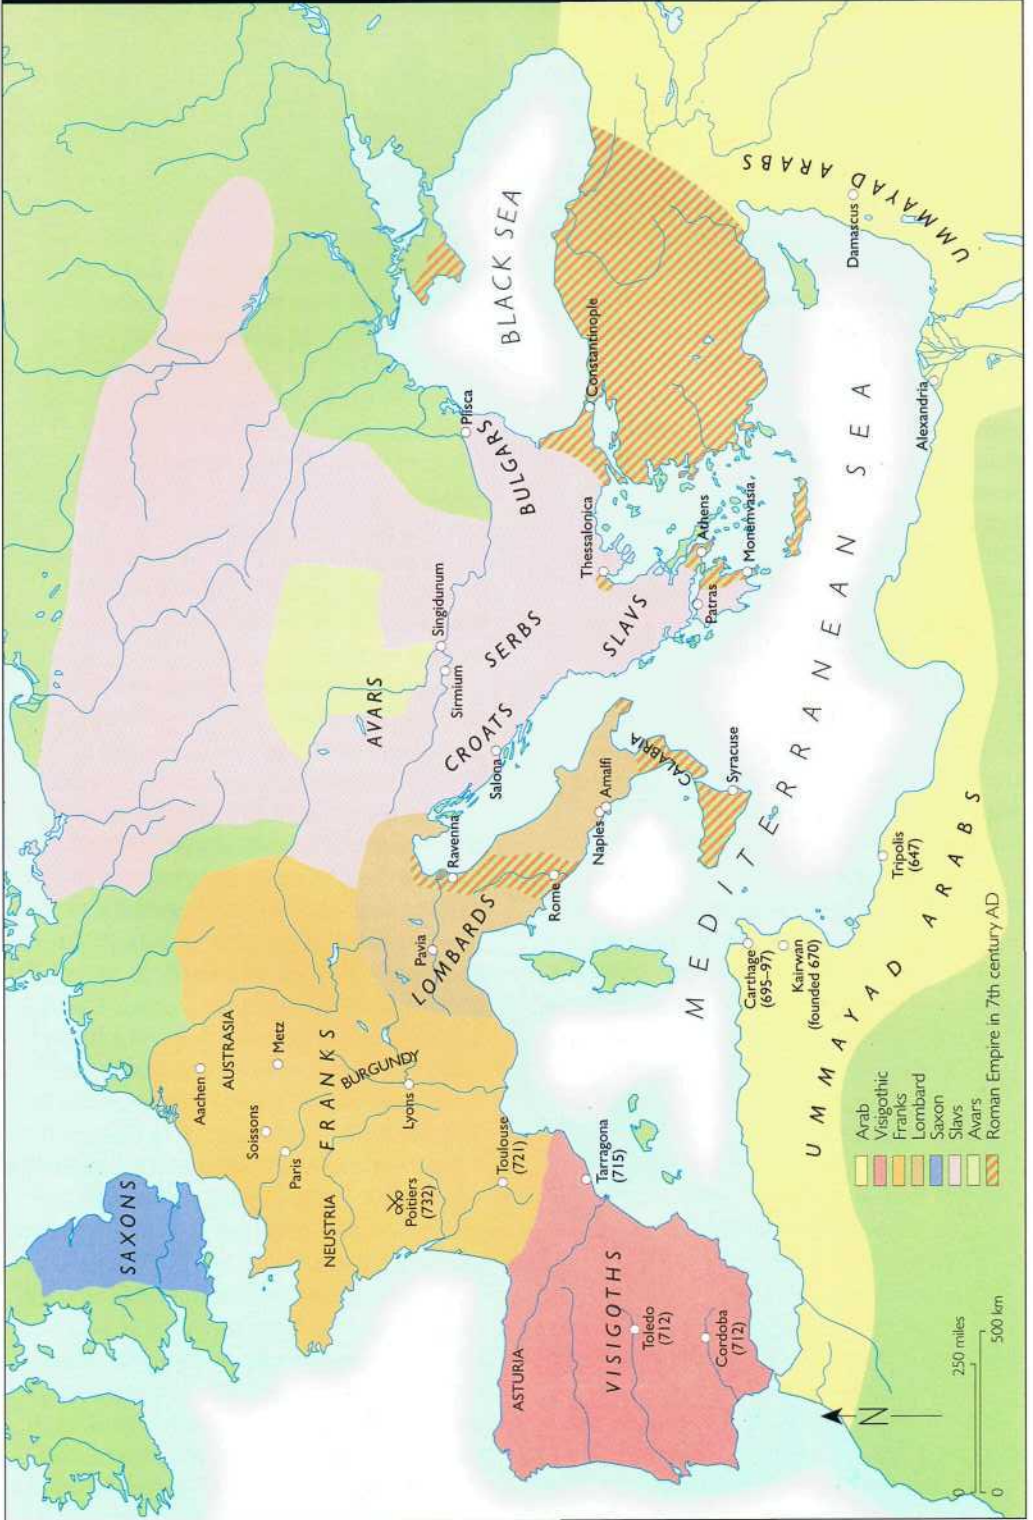 SAXONS
Aachen
AUSTRASIA
Soissons
Metz
Paris
FRANKS
NEUSTRIA
BURGUNDY
Lyons
Poitiers
(732)
Toulouse
(721)
ASTURIA
VISIGOTHS
Toledo
(712)
Cordoba
(712)
Tarragona
(715)
Pavia
LOMBARDS
Ravenna
Rome
Naples
Amalfi
CALABRIA
Syracuse
AVARS
CROATS
Salona
Sirmium
Singidunum
SERBS
SLAVS
BULGARS
Plisca
Thessalonica
Constantinople
Athens
Patras
Monemvasia
BLACK SEA
MEDITERRANEAN SEA
Damascus
UMMAYAD ARABS
Alexandria
Tripolis
(647)
Carthage
(695–97)
Kairwan
(founded 670)
UMMAYAD ARABS
Arab
Visigothic
Franks
Lombard
Saxon
Slavs
Avars
Roman Empire in 7th century AD
N
0 250 miles
0 500 km